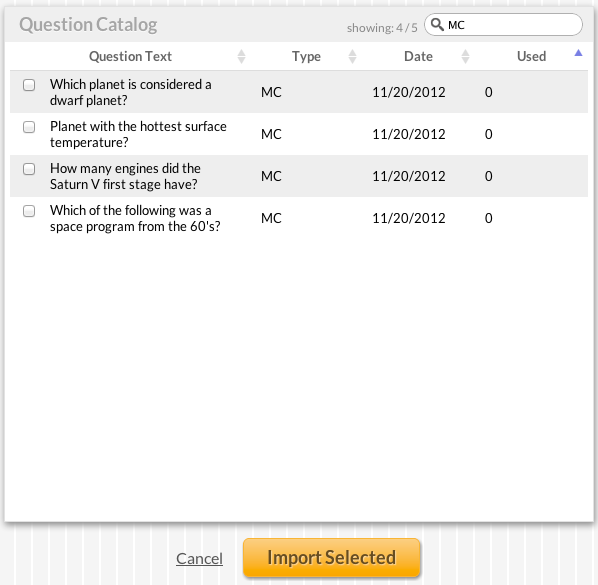 Question Catalog
showing: 4 / 5
MC
Question Text Type Date Used
Which planet is considered a
dwarf planet?
MC 11/20/2012 0
Planet with the hottest surface
temperature?
MC 11/20/2012 0
How many engines did the
Saturn V first stage have?
MC 11/20/2012 0
Which of the following was a
space program from the 60's?
MC 11/20/2012 0
Cancel
Import Selected